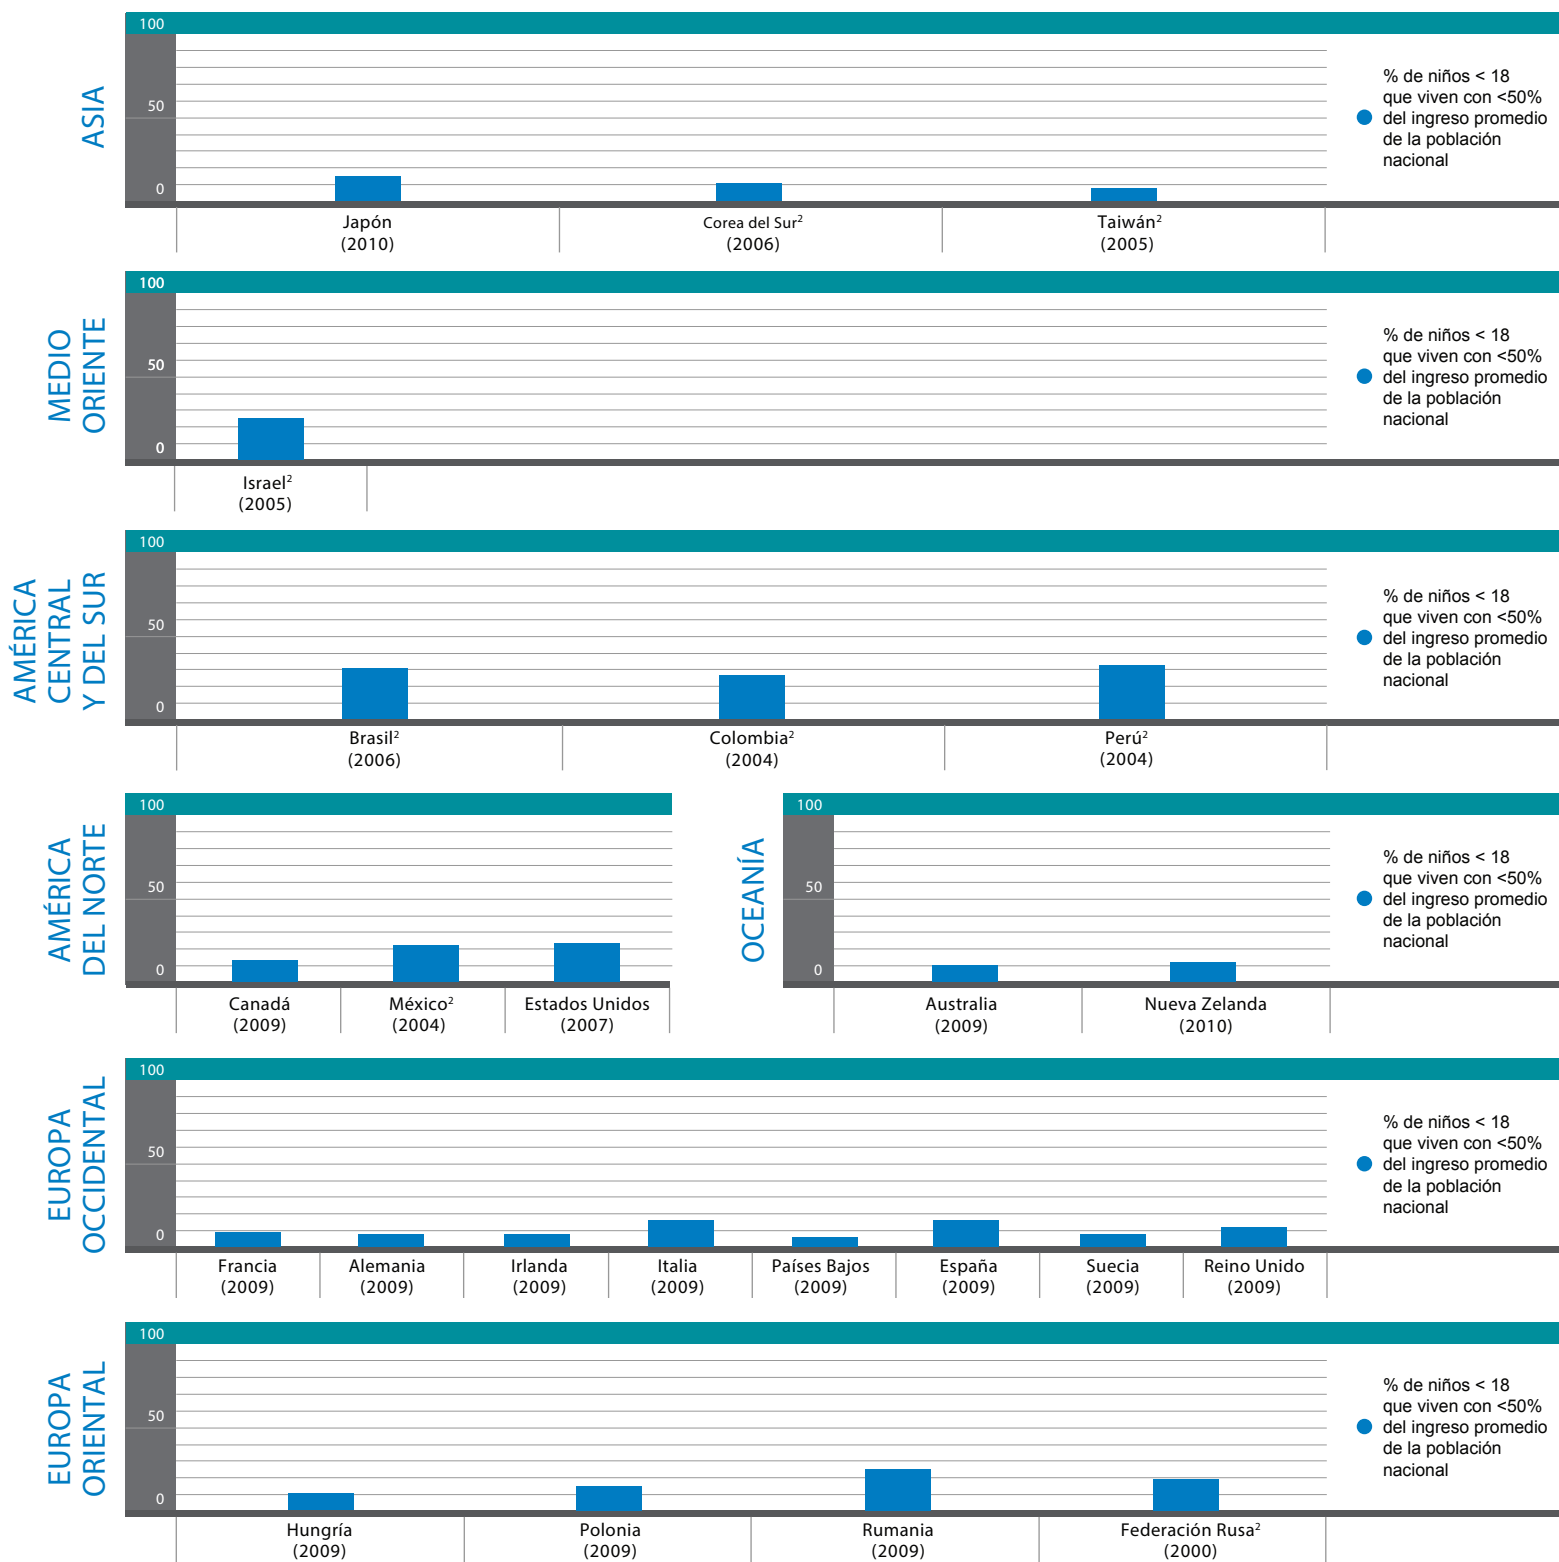 ASIA
100
50
0
Japón
(2010)
Corea del Sur²
(2006)
Taiwán²
(2005)
% de niños < 18
que viven con <50%
del ingreso promedio
de la población
nacional
MEDIO
ORIENTE
100
50
0
Israel²
(2005)
% de niños < 18
que viven con <50%
del ingreso promedio
de la población
nacional
AMÉRICA
CENTRAL
Y DEL SUR
100
50
0
Brasil²
(2006)
Colombia²
(2004)
Perú²
(2004)
% de niños < 18
que viven con <50%
del ingreso promedio
de la población
nacional
AMÉRICA
DEL NORTE
100
50
0
Canadá
(2009)
México²
(2004)
Estados Unidos
(2007)
OCEANÍA
100
50
0
Australia
(2009)
Nueva Zelanda
(2010)
% de niños < 18
que viven con <50%
del ingreso promedio
de la población
nacional
EUROPA
OCCIDENTAL
100
50
0
Francia
(2009)
Alemania
(2009)
Irlanda
(2009)
Italia
(2009)
Países Bajos
(2009)
España
(2009)
Suecia
(2009)
Reino Unido
(2009)
% de niños < 18
que viven con <50%
del ingreso promedio
de la población
nacional
EUROPA
ORIENTAL
100
50
0
Hungría
(2009)
Polonia
(2009)
Rumania
(2009)
Federación Rusa²
(2000)
% de niños < 18
que viven con <50%
del ingreso promedio
de la población
nacional